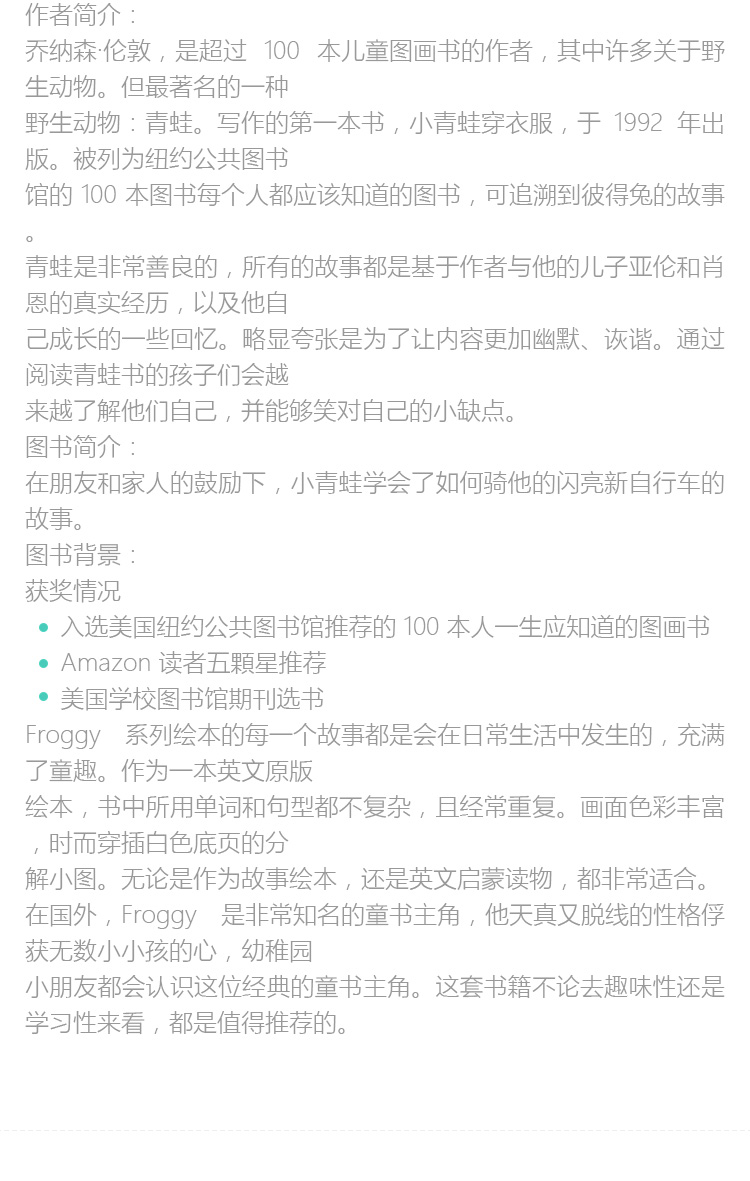 作者简介：
乔纳森·伦敦，是超过 100 本儿童图画书的作者，其中许多关于野
生动物。但最著名的一种
野生动物：青蛙。写作的第一本书，小青蛙穿衣服，于 1992 年出
版。被列为纽约公共图书
馆的 100 本图书每个人都应该知道的图书，可追溯到彼得兔的故事
。
青蛙是非常善良的，所有的故事都是基于作者与他的儿子亚伦和肖
恩的真实经历，以及他自
己成长的一些回忆。略显夸张是为了让内容更加幽默、诙谐。通过
阅读青蛙书的孩子们会越
来越了解他们自己，并能够笑对自己的小缺点。
图书简介：
在朋友和家人的鼓励下，小青蛙学会了如何骑他的闪亮新自行车的
故事。
图书背景：
获奖情况
入选美国纽约公共图书馆推荐的 100 本人一生应知道的图画书
Amazon 读者五顆星推荐
美国学校图书馆期刊选书
Froggy 系列绘本的每一个故事都是会在日常生活中发生的，充满
了童趣。作为一本英文原版
绘本，书中所用单词和句型都不复杂，且经常重复。画面色彩丰富
，时而穿插白色底页的分
解小图。无论是作为故事绘本，还是英文启蒙读物，都非常适合。
在国外，Froggy 是非常知名的童书主角，他天真又脱线的性格俘
获无数小小孩的心，幼稚园
小朋友都会认识这位经典的童书主角。这套书籍不论去趣味性还是
学习性来看，都是值得推荐的。